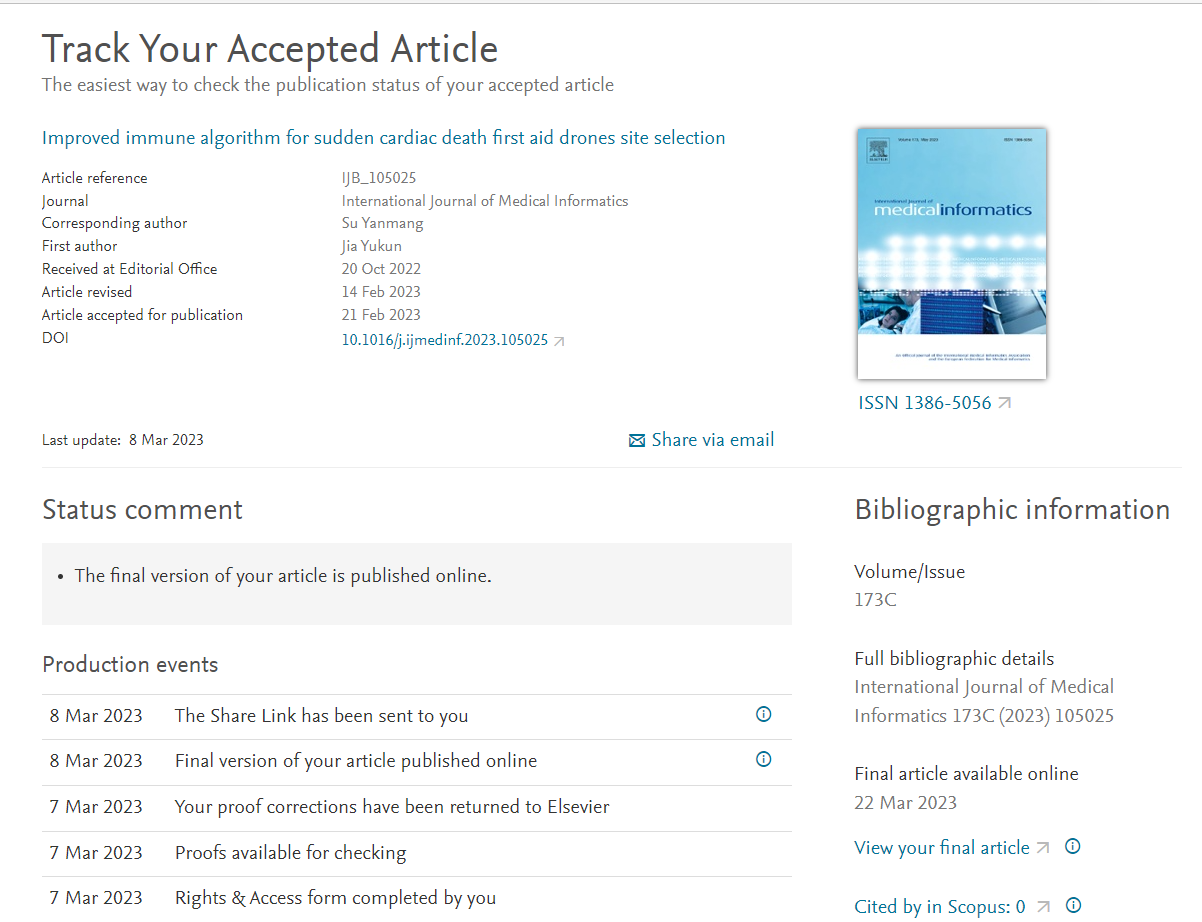 Track Your Accepted Article
The easiest way to check the publication status of your accepted article
Improved immune algorithm for sudden cardiac death first aid drones site selection
Article reference IJB_105025
Journal International Journal of Medical Informatics
Corresponding author Su Yanmang
First author Jia Yukun
Received at Editorial Office 20 Oct 2022
Article revised 14 Feb 2023
Article accepted for publication 21 Feb 2023
DOI 10.1016/j.ijmedinf.2023.105025
International Journal of
medicalinformatics
ISSN 1386-5056
Last update: 8 Mar 2023
Share via email
Status comment
• The final version of your article is published online.
Production events
8 Mar 2023 The Share Link has been sent to you
8 Mar 2023 Final version of your article published online
7 Mar 2023 Your proof corrections have been returned to Elsevier
7 Mar 2023 Proofs available for checking
7 Mar 2023 Rights & Access form completed by you
Bibliographic information
Volume/Issue
173C
Full bibliographic details
International Journal of Medical
Informatics 173C (2023) 105025
Final article available online
22 Mar 2023
View your final article
Cited by in Scopus: 0